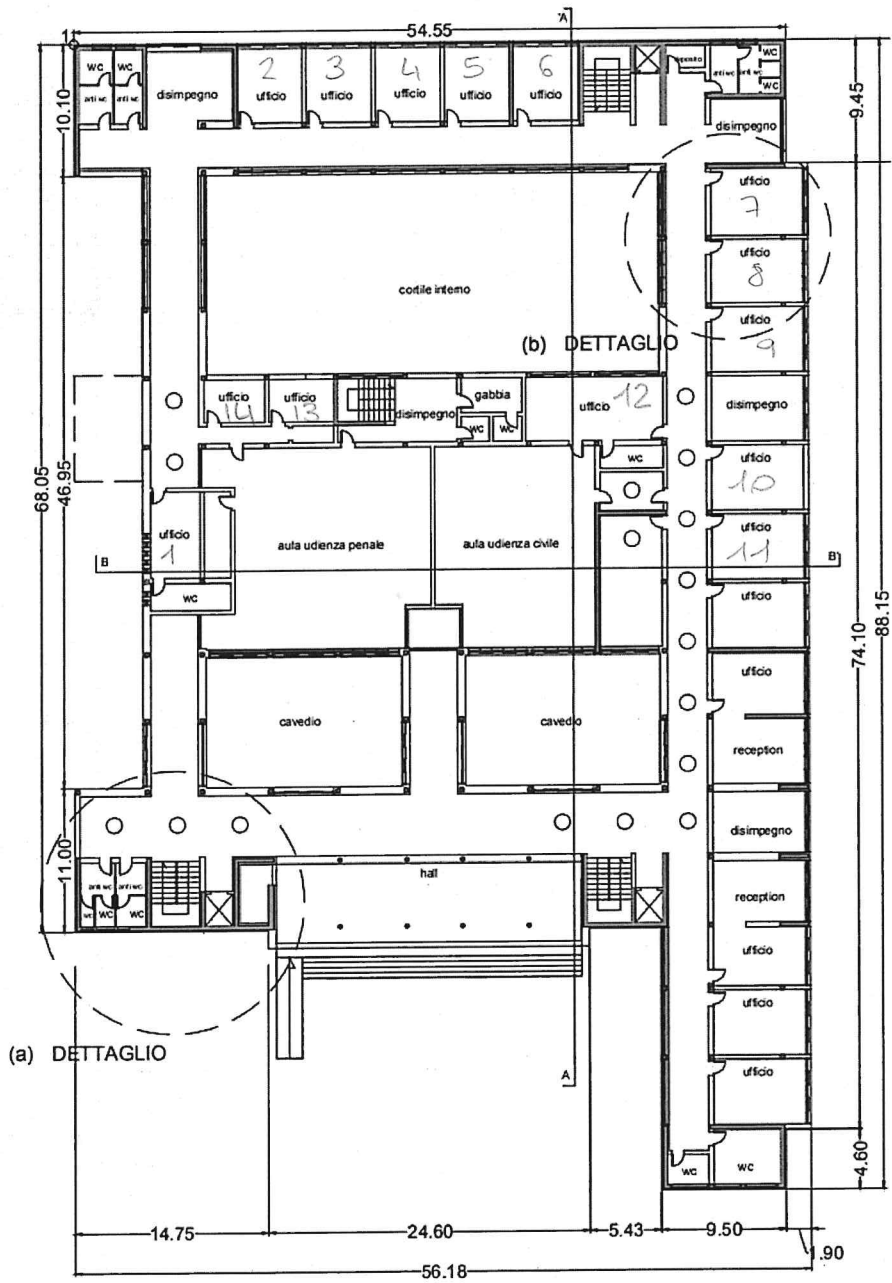 'A
54.55
1
WC
WC
anti wc
anti wc
disimpegno
2
ufficio
3
ufficio
4
ufficio
5
ufficio
6
ufficio
anti wc
anti wc
WC
WC
disimpegno
10.10
9.45
ufficio
7
ufficio
8
ufficio
9
cortile interno
(b) DETTAGLIO
ufficio
14
ufficio
13
disimpegno
gabbia
WC
WC
ufficio
12
WC
disimpegno
ufficio
10
ufficio
11
ufficio
1
WC
aula udienza penale
aula udienza civile
B
B'
68.05
46.95
74.10
88.15
ufficio
ufficio
reception
cavedio
cavedio
disimpegno
11.00
anti wc
anti wc
WC
WC
WC
hall
reception
ufficio
ufficio
ufficio
(a) DETTAGLIO
A
WC
WC
4.60
14.75
24.60
5.43
9.50
1.90
56.18